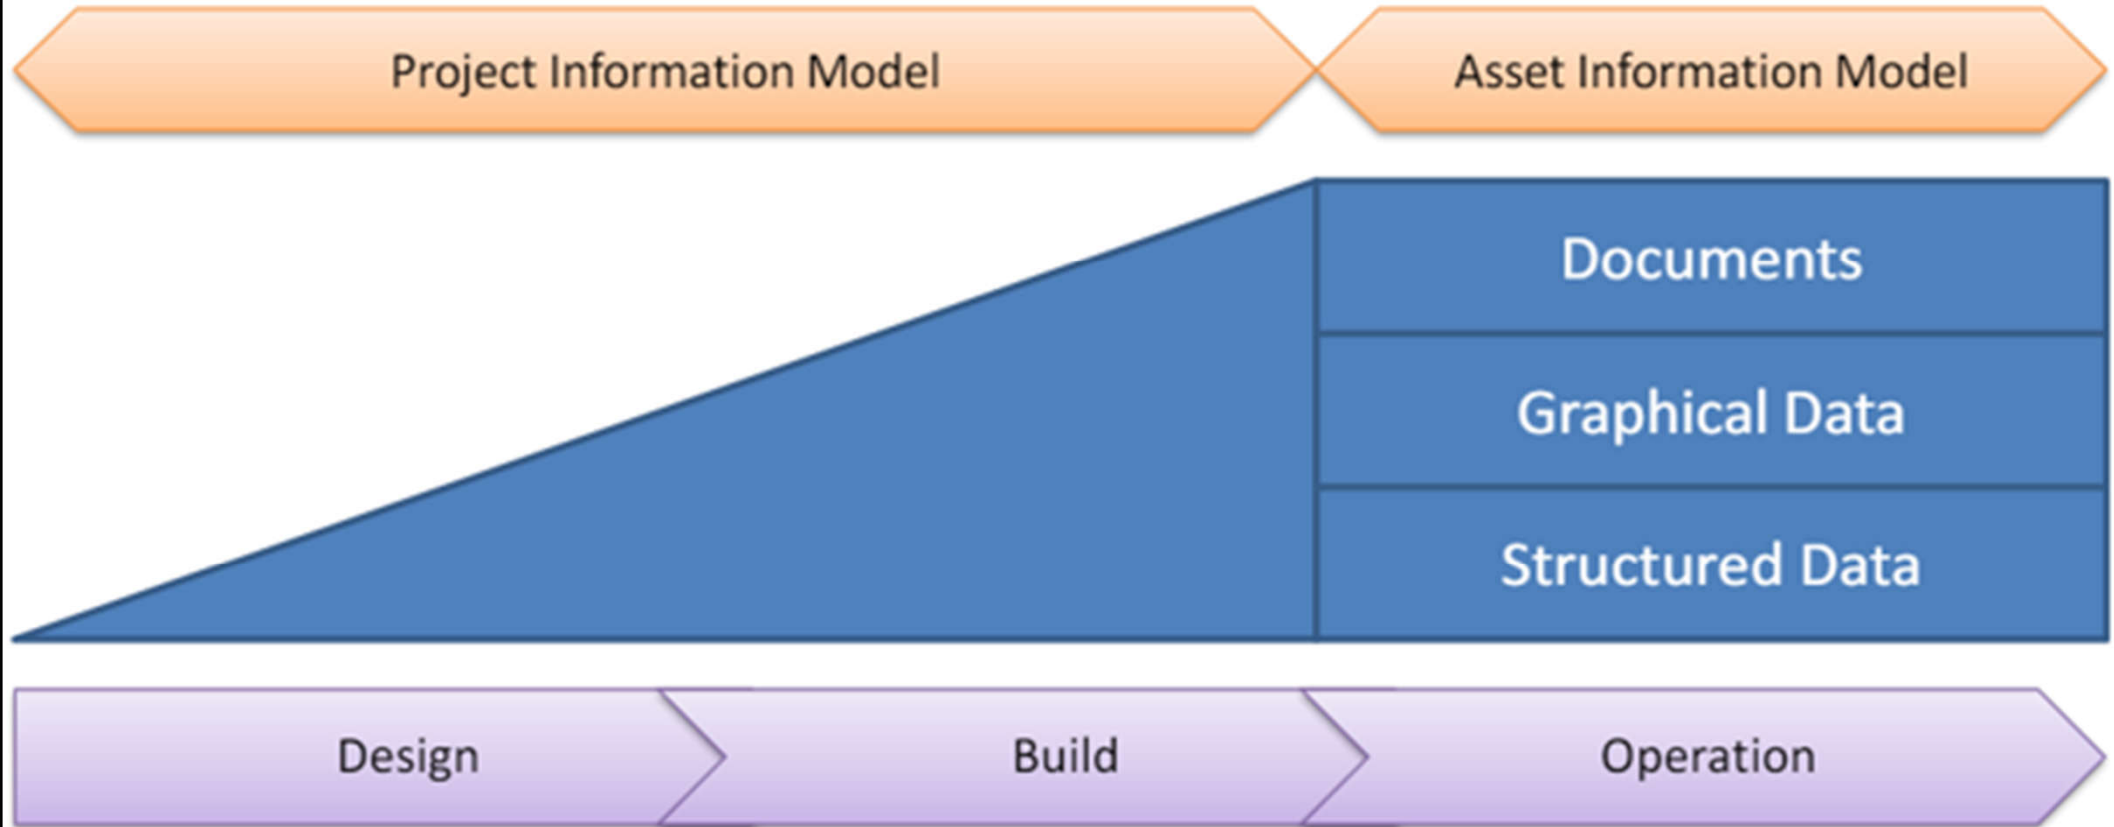 Project Information Model
Asset Information Model
Documents
Graphical Data
Structured Data
Design
Build
Operation